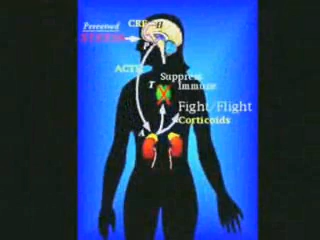 Perceived
STRESS
CRF H
P
ACTH
Suppress
T Immune
Fight/Flight
Corticoids
A